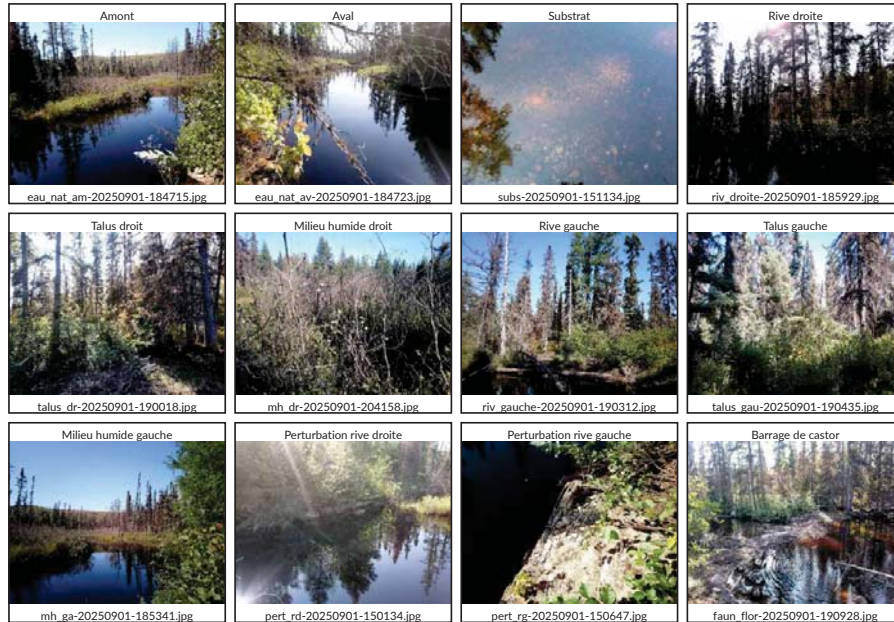 Amont
Aval
Substrat
Rive droite
eau_nat_am-20250901-184715.jpg
eau_nat_av-20250901-184723.jpg
subs-20250901-151134.jpg
riv_droite-20250901-185929.jpg
Talus droit
Milieu humide droit
Rive gauche
Talus gauche
talus_dr-20250901-190018.jpg
mh_dr-20250901-204158.jpg
riv_gauche-20250901-190312.jpg
talus_gau-20250901-190435.jpg
Milieu humide gauche
Perturbation rive droite
Perturbation rive gauche
Barrage de castor
mh_ga-20250901-185341.jpg
pert_rd-20250901-150134.jpg
pert_rg-20250901-150647.jpg
faun_flor-20250901-190928.jpg